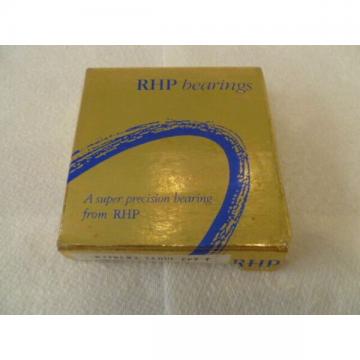 RHP bearings
A super precision bearing
from RHP
RHP